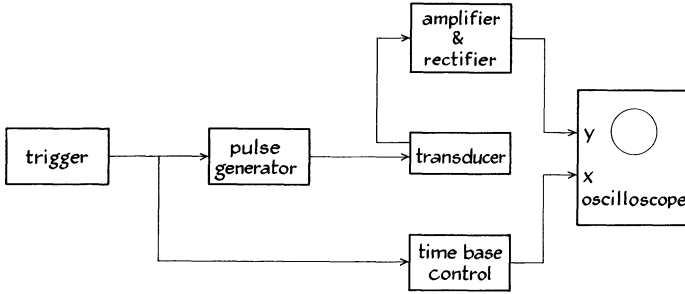 amplifier
&
rectifier
y
trigger
pulse
generator
transducer
x
oscilloscope
time base
control